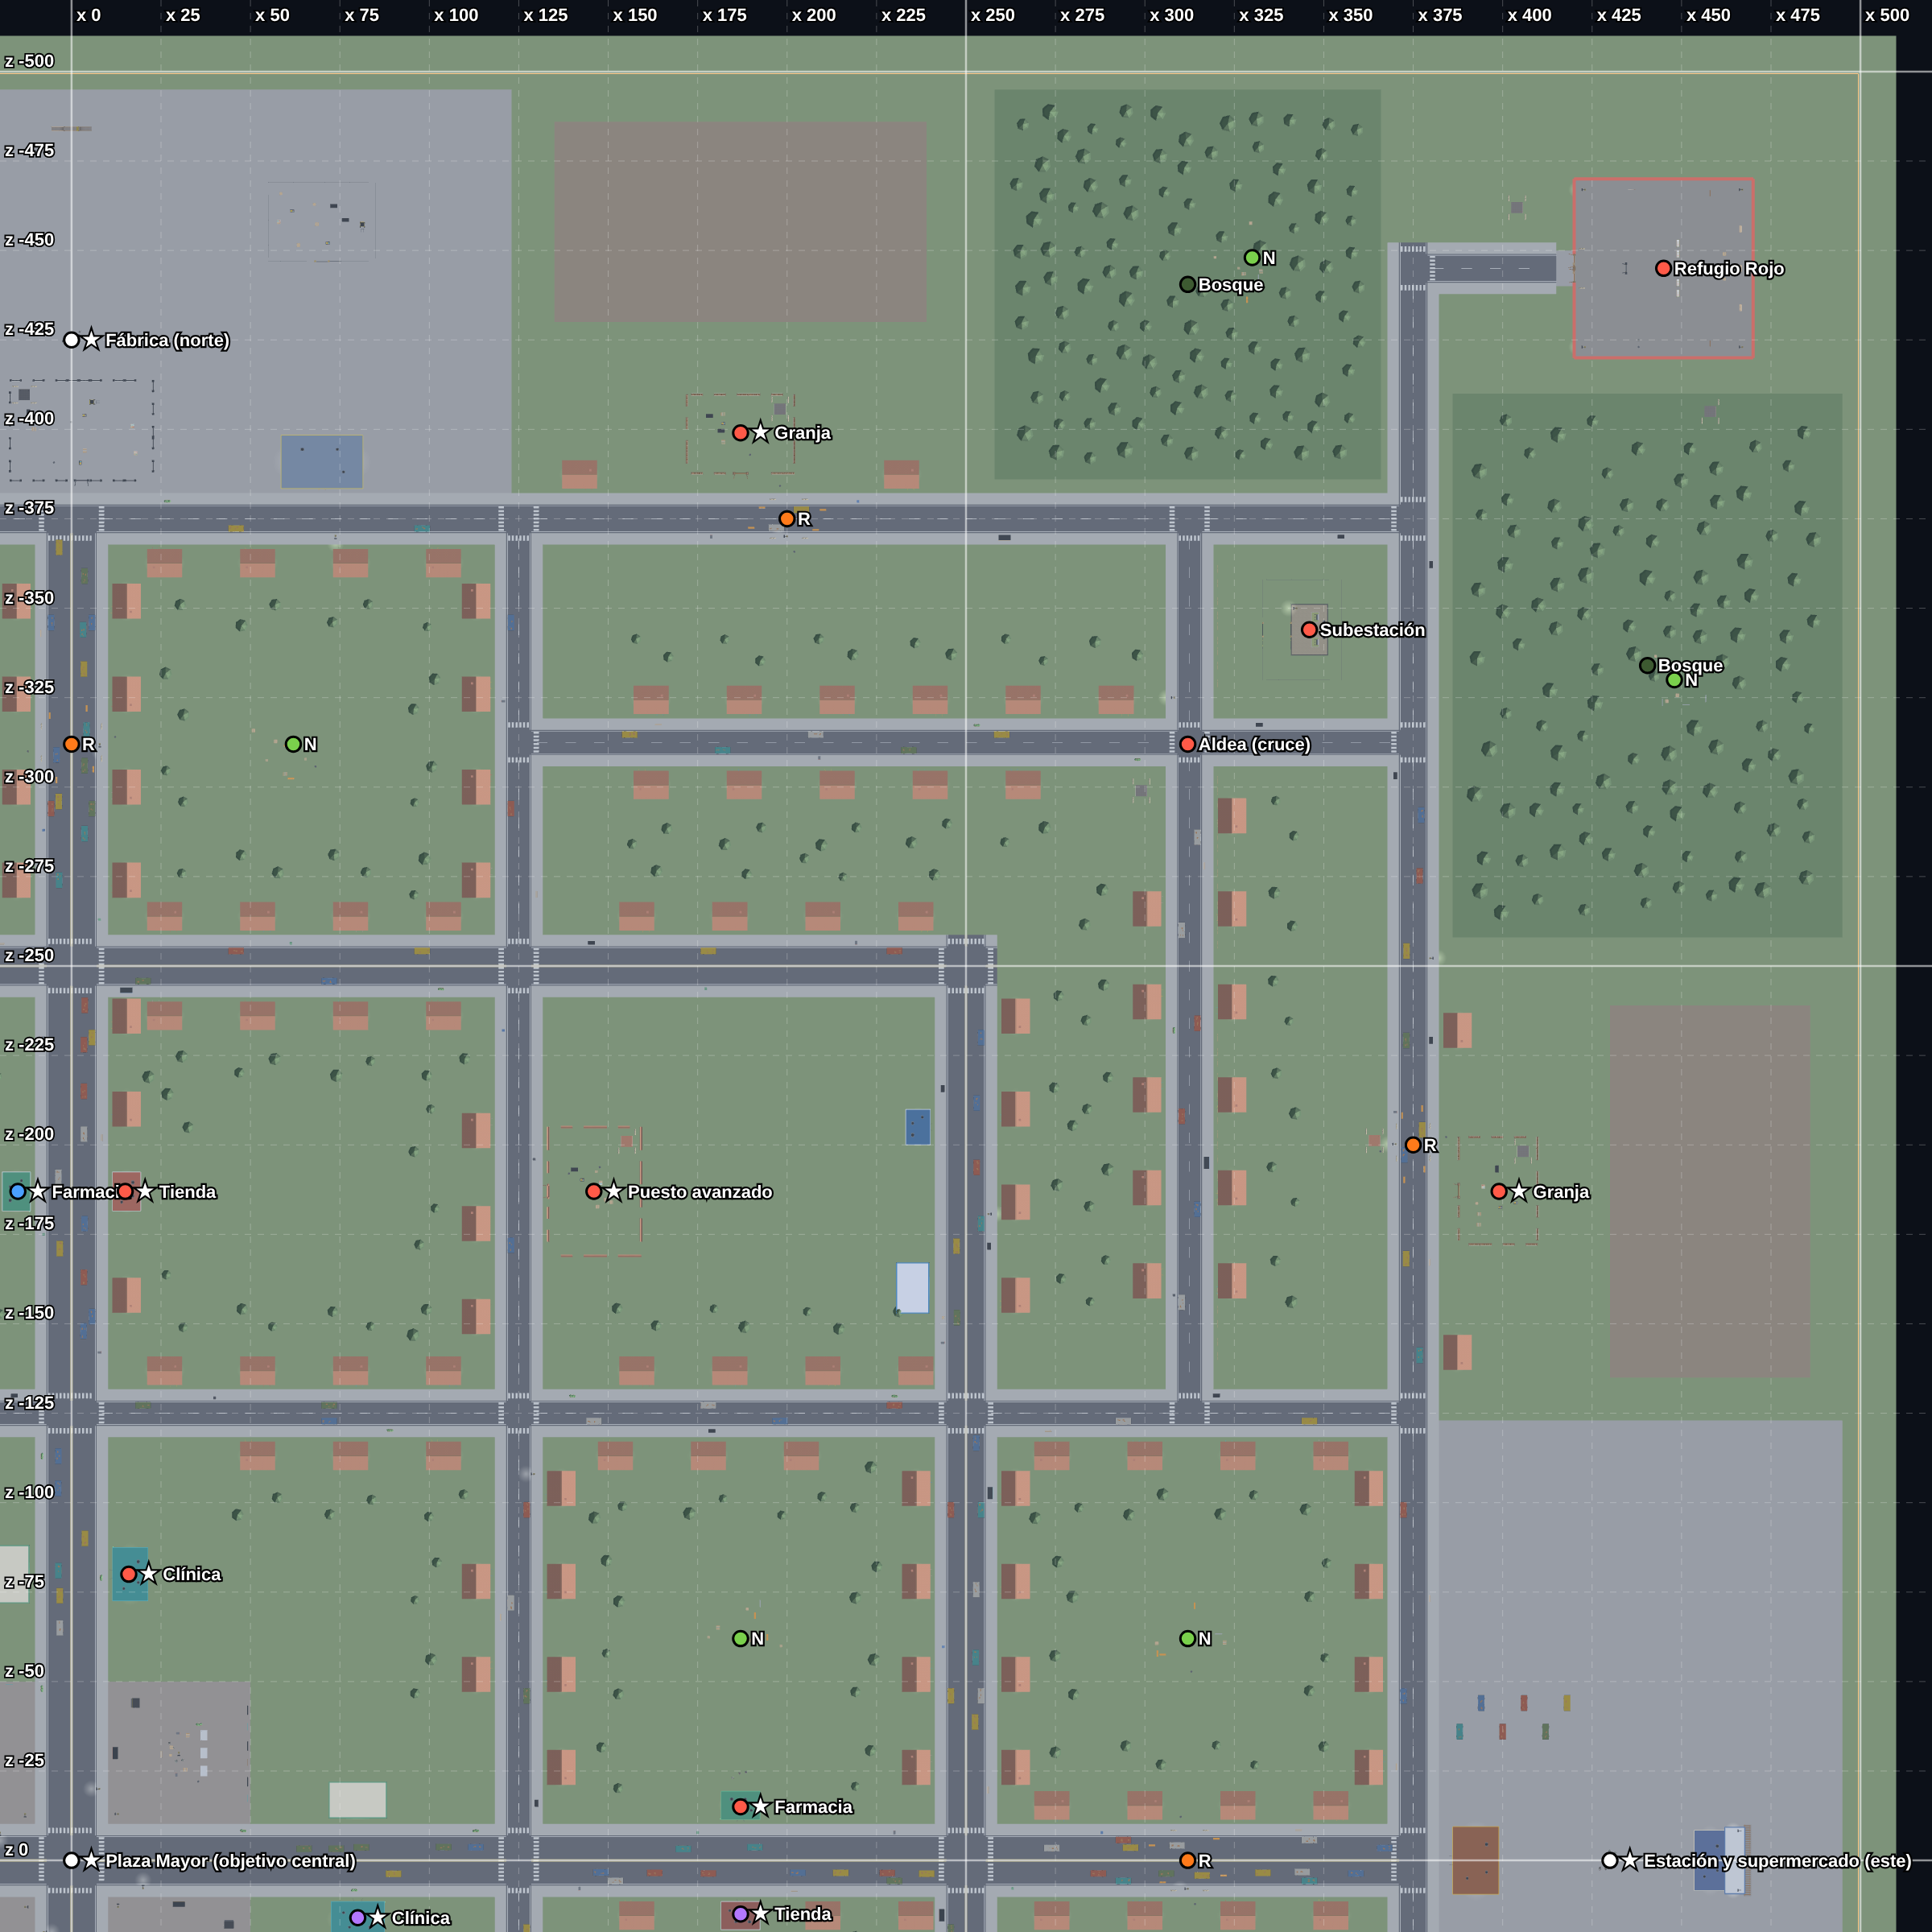 x 0 x 25 x 50 x 75 x 100 x 125 x 150 x 175 x 200 x 225 x 250 x 275 x 300 x 325 x 350 x 375 x 400 x 425 x 450 x 475 x 500
z -500
z -475
z -450
N
Refugio Rojo
Bosque
z -425
Fábrica (norte)
z -400
Granja
z -375
R
z -350
Subestación
Bosque
N
z -325
R
N
Aldea (cruce)
z -300
z -275
z -250
z -225
z -200
R
Farmaci
Tienda
Puesto avanzado
Granja
z -175
z -150
z -125
z -100
z -75
Clínica
N
N
z -50
z -25
Farmacia
z 0
Plaza Mayor (objetivo central)
R
Estación y supermercado (este)
Clínica
Tienda